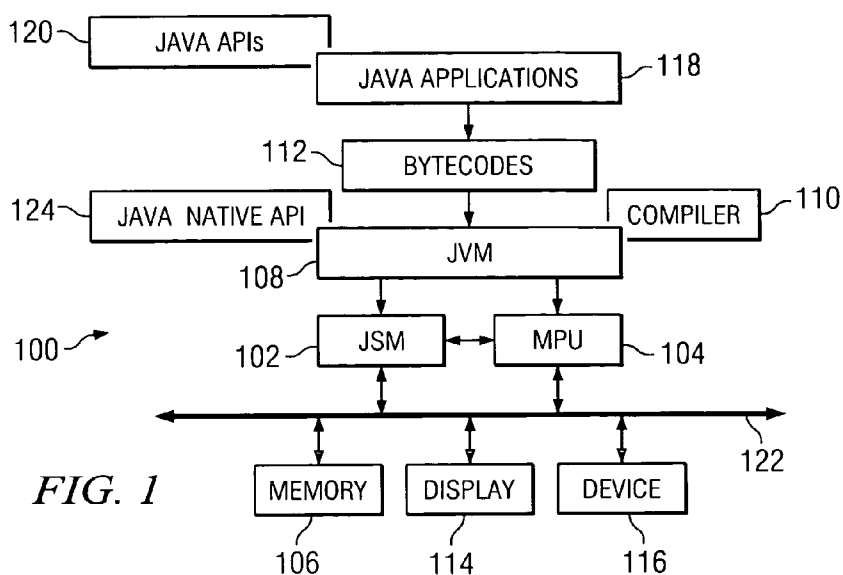 120
JAVA APIs
JAVA APPLICATIONS
118
112
BYTECODES
124
JAVA NATIVE API
COMPILER
110
JVM
108
100
102
JSM
MPU
104
122
FIG. 1
MEMORY
DISPLAY
DEVICE
106
114
116